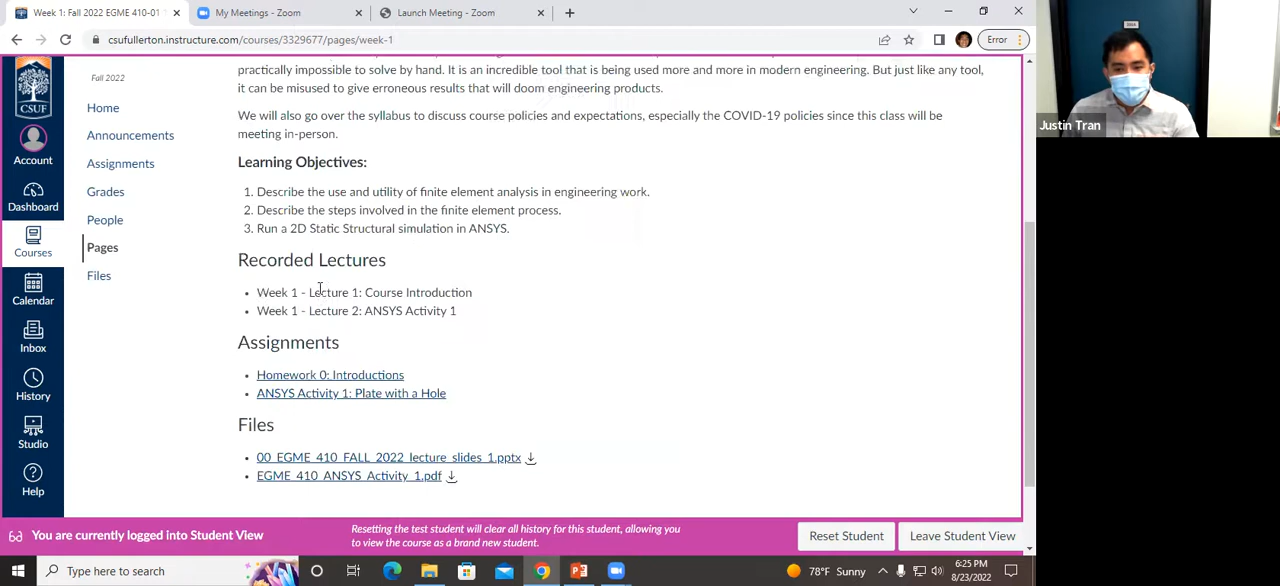 Week 1: Fall 2022 EGME 410-01
My Meetings - Zoom
Launch Meeting - Zoom
csufullerton.instructure.com/courses/3329677/pages/week-1
Error
CSUF
Account
Dashboard
Courses
Calendar
Inbox
History
Studio
Help
Fall 2022
Home
Announcements
Assignments
Grades
People
Pages
Files
practically impossible to solve by hand. It is an incredible tool that is being used more and more in modern engineering. But just like any tool,
it can be misused to give erroneous results that will doom engineering products.
We will also go over the syllabus to discuss course policies and expectations, especially the COVID-19 policies since this class will be
meeting in-person.
Learning Objectives:
1. Describe the use and utility of finite element analysis in engineering work.
2. Describe the steps involved in the finite element process.
3. Run a 2D Static Structural simulation in ANSYS.
Recorded Lectures
• Week 1 - Lecture 1: Course Introduction
• Week 1 - Lecture 2: ANSYS Activity 1
Assignments
• Homework 0: Introductions
• ANSYS Activity 1: Plate with a Hole
Files
• 00_EGME_410_FALL_2022_lecture_slides_1.pptx
• EGME_410_ANSYS_Activity_1.pdf
You are currently logged into Student View
Resetting the test student will clear all history for this student, allowing you
to view the course as a brand new student.
Reset Student
Leave Student View
Type here to search
78°F Sunny
6:25 PM
8/23/2022
Justin Tran